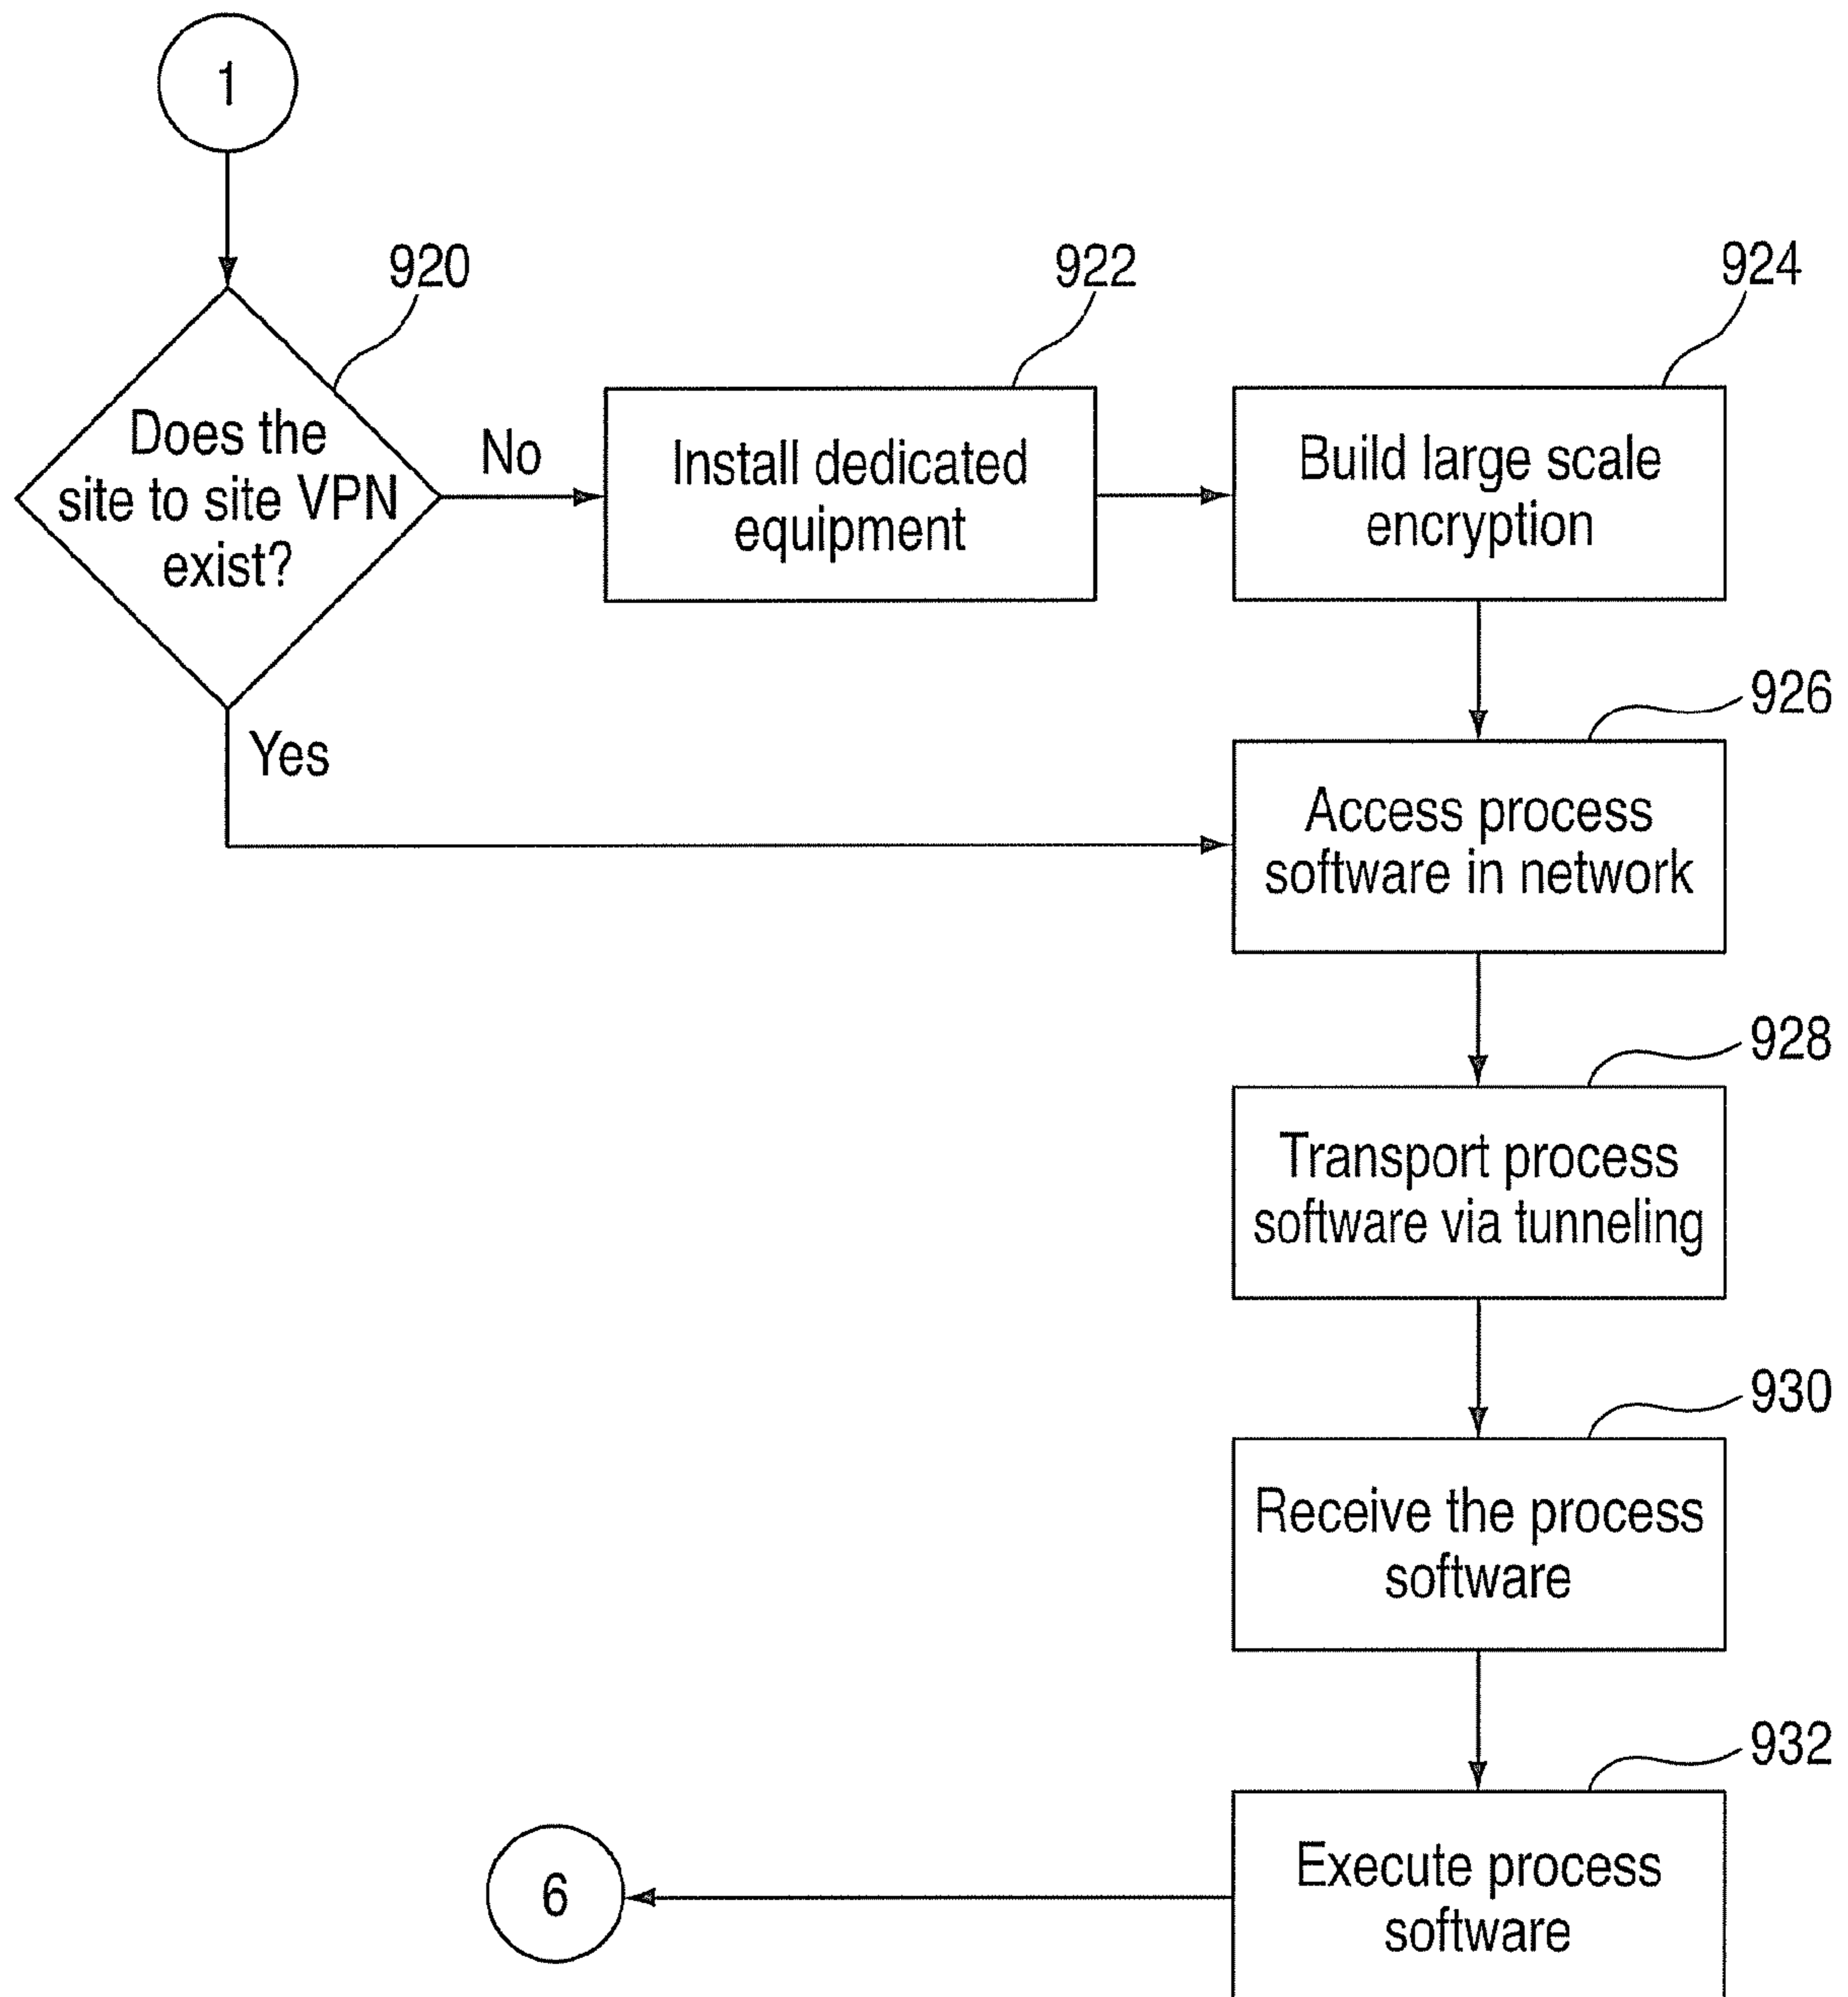 1
920
922
924
Does the
site to site VPN
exist?
No
Install dedicated
equipment
Build large scale
encryption
Yes
926
Access process
software in network
928
Transport process
software via tunneling
930
Receive the process
software
932
Execute process
software
6